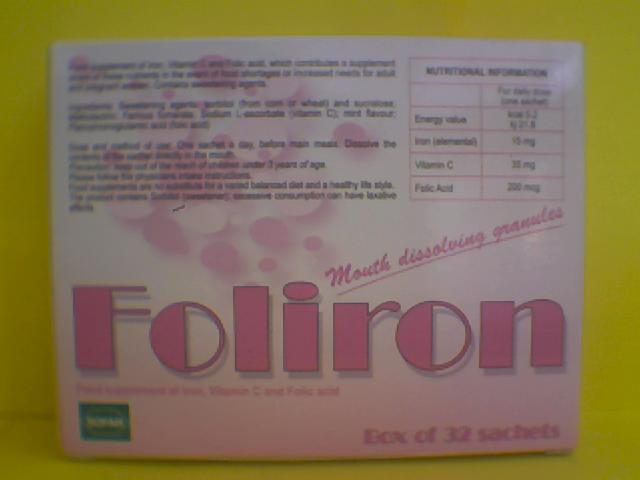 Food supplement of iron, Vitamin C and Folic acid, which contributes a supplement
intake of these nutrients in the event of food shortages or increased needs for adult
and pregnant women. Contains sweetening agents.
Ingredients: Sweetening agents: sorbitol (from corn or wheat) and sucralose;
maltodextrin; Ferrous fumarate; Sodium L-ascorbate (vitamin C); mint flavour;
Pteroylmonoglutamic acid (folic acid)
Dose and method of use: One sachet a day, before main meals. Dissolve the
contents of the sachet directly in the mouth.
Precaution: keep out of the reach of children under 3 years of age.
Please follow the physicians intake instructions.
Food supplements are no substitute for a varied balanced diet and a healthy life style.
The product contains Sorbitol (sweetener): excessive consumption can have laxative
effects
NUTRITIONAL INFORMATION
For daily dose
(one sachet)
Energy value kcal 5.2
kj 21.8
Iron (elemental) 15 mg
Vitamin C 35 mg
Folic Acid 200 mcg
Mouth dissolving granules
Foliron
Food supplement of iron, Vitamin C and Folic acid
SOFAR
Box of 32 sachets